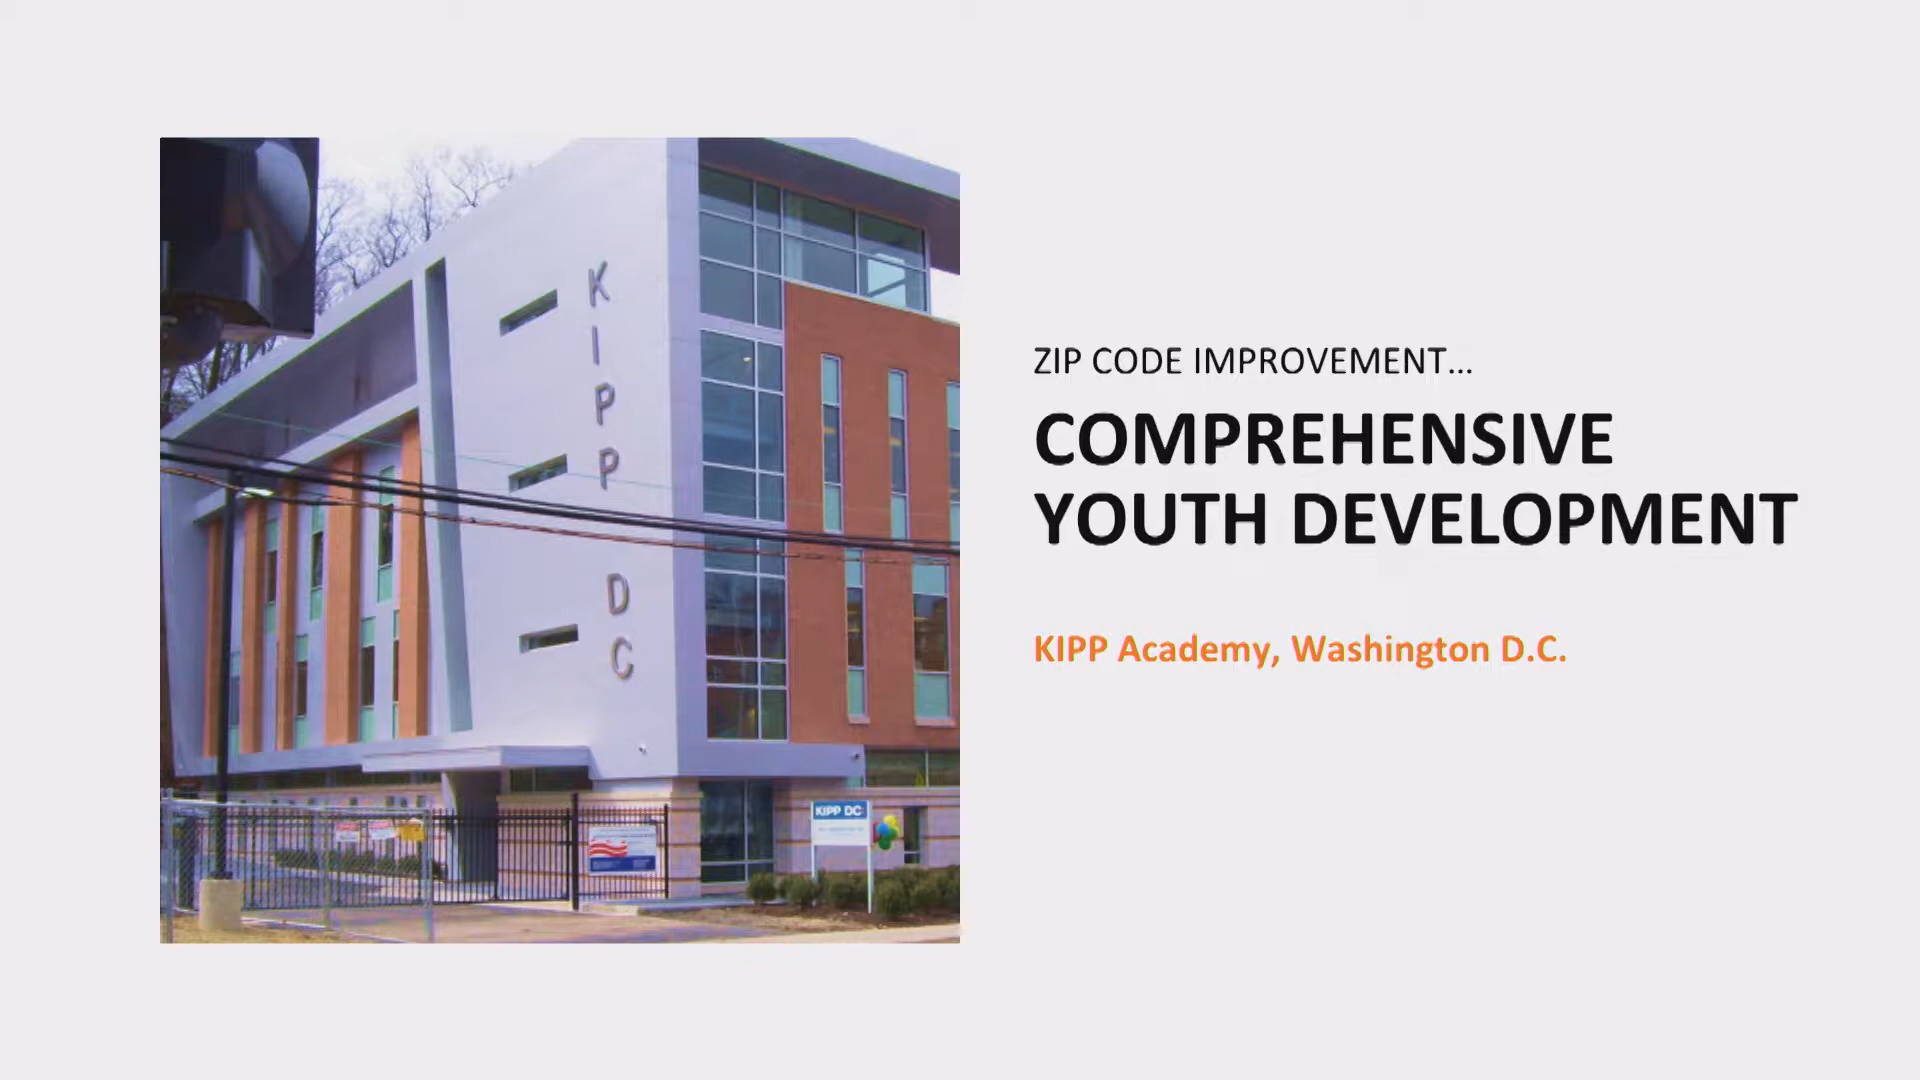 KIPP DC
KIPP DC
ZIP CODE IMPROVEMENT...
COMPREHENSIVE
YOUTH DEVELOPMENT
KIPP Academy, Washington D.C.